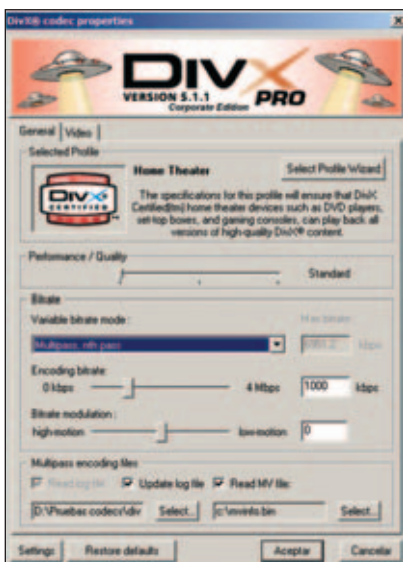 DivX® codec properties
DIVX
VERSION 5.1.1
Corporate Edition
PRO
General
Video
Selected Profile
DIVX
CERTIFIED
Home Theater
Select Profile Wizard
The specifications for this profile will ensure that DivX
Certified[tm] home theater devices such as DVD players,
set-top boxes, and gaming consoles, can play back all
versions of high-quality DivX® content.
Performance / Quality
Standard
Bitrate
Variable bitrate mode :
Max bitrate :
Multipass, nth pass
kbps
Encoding bitrate
0 kbps
4 Mbps
1000
kbps
Bitrate modulation :
high-motion
low-motion
0
Multipass encoding files
Read log file
Update log file
Read MV file:
D:\Pruebas codecs\div
Select...
c:\mvinfo.bin
Select...
Settings
Restore defaults
Aceptar
Cancelar